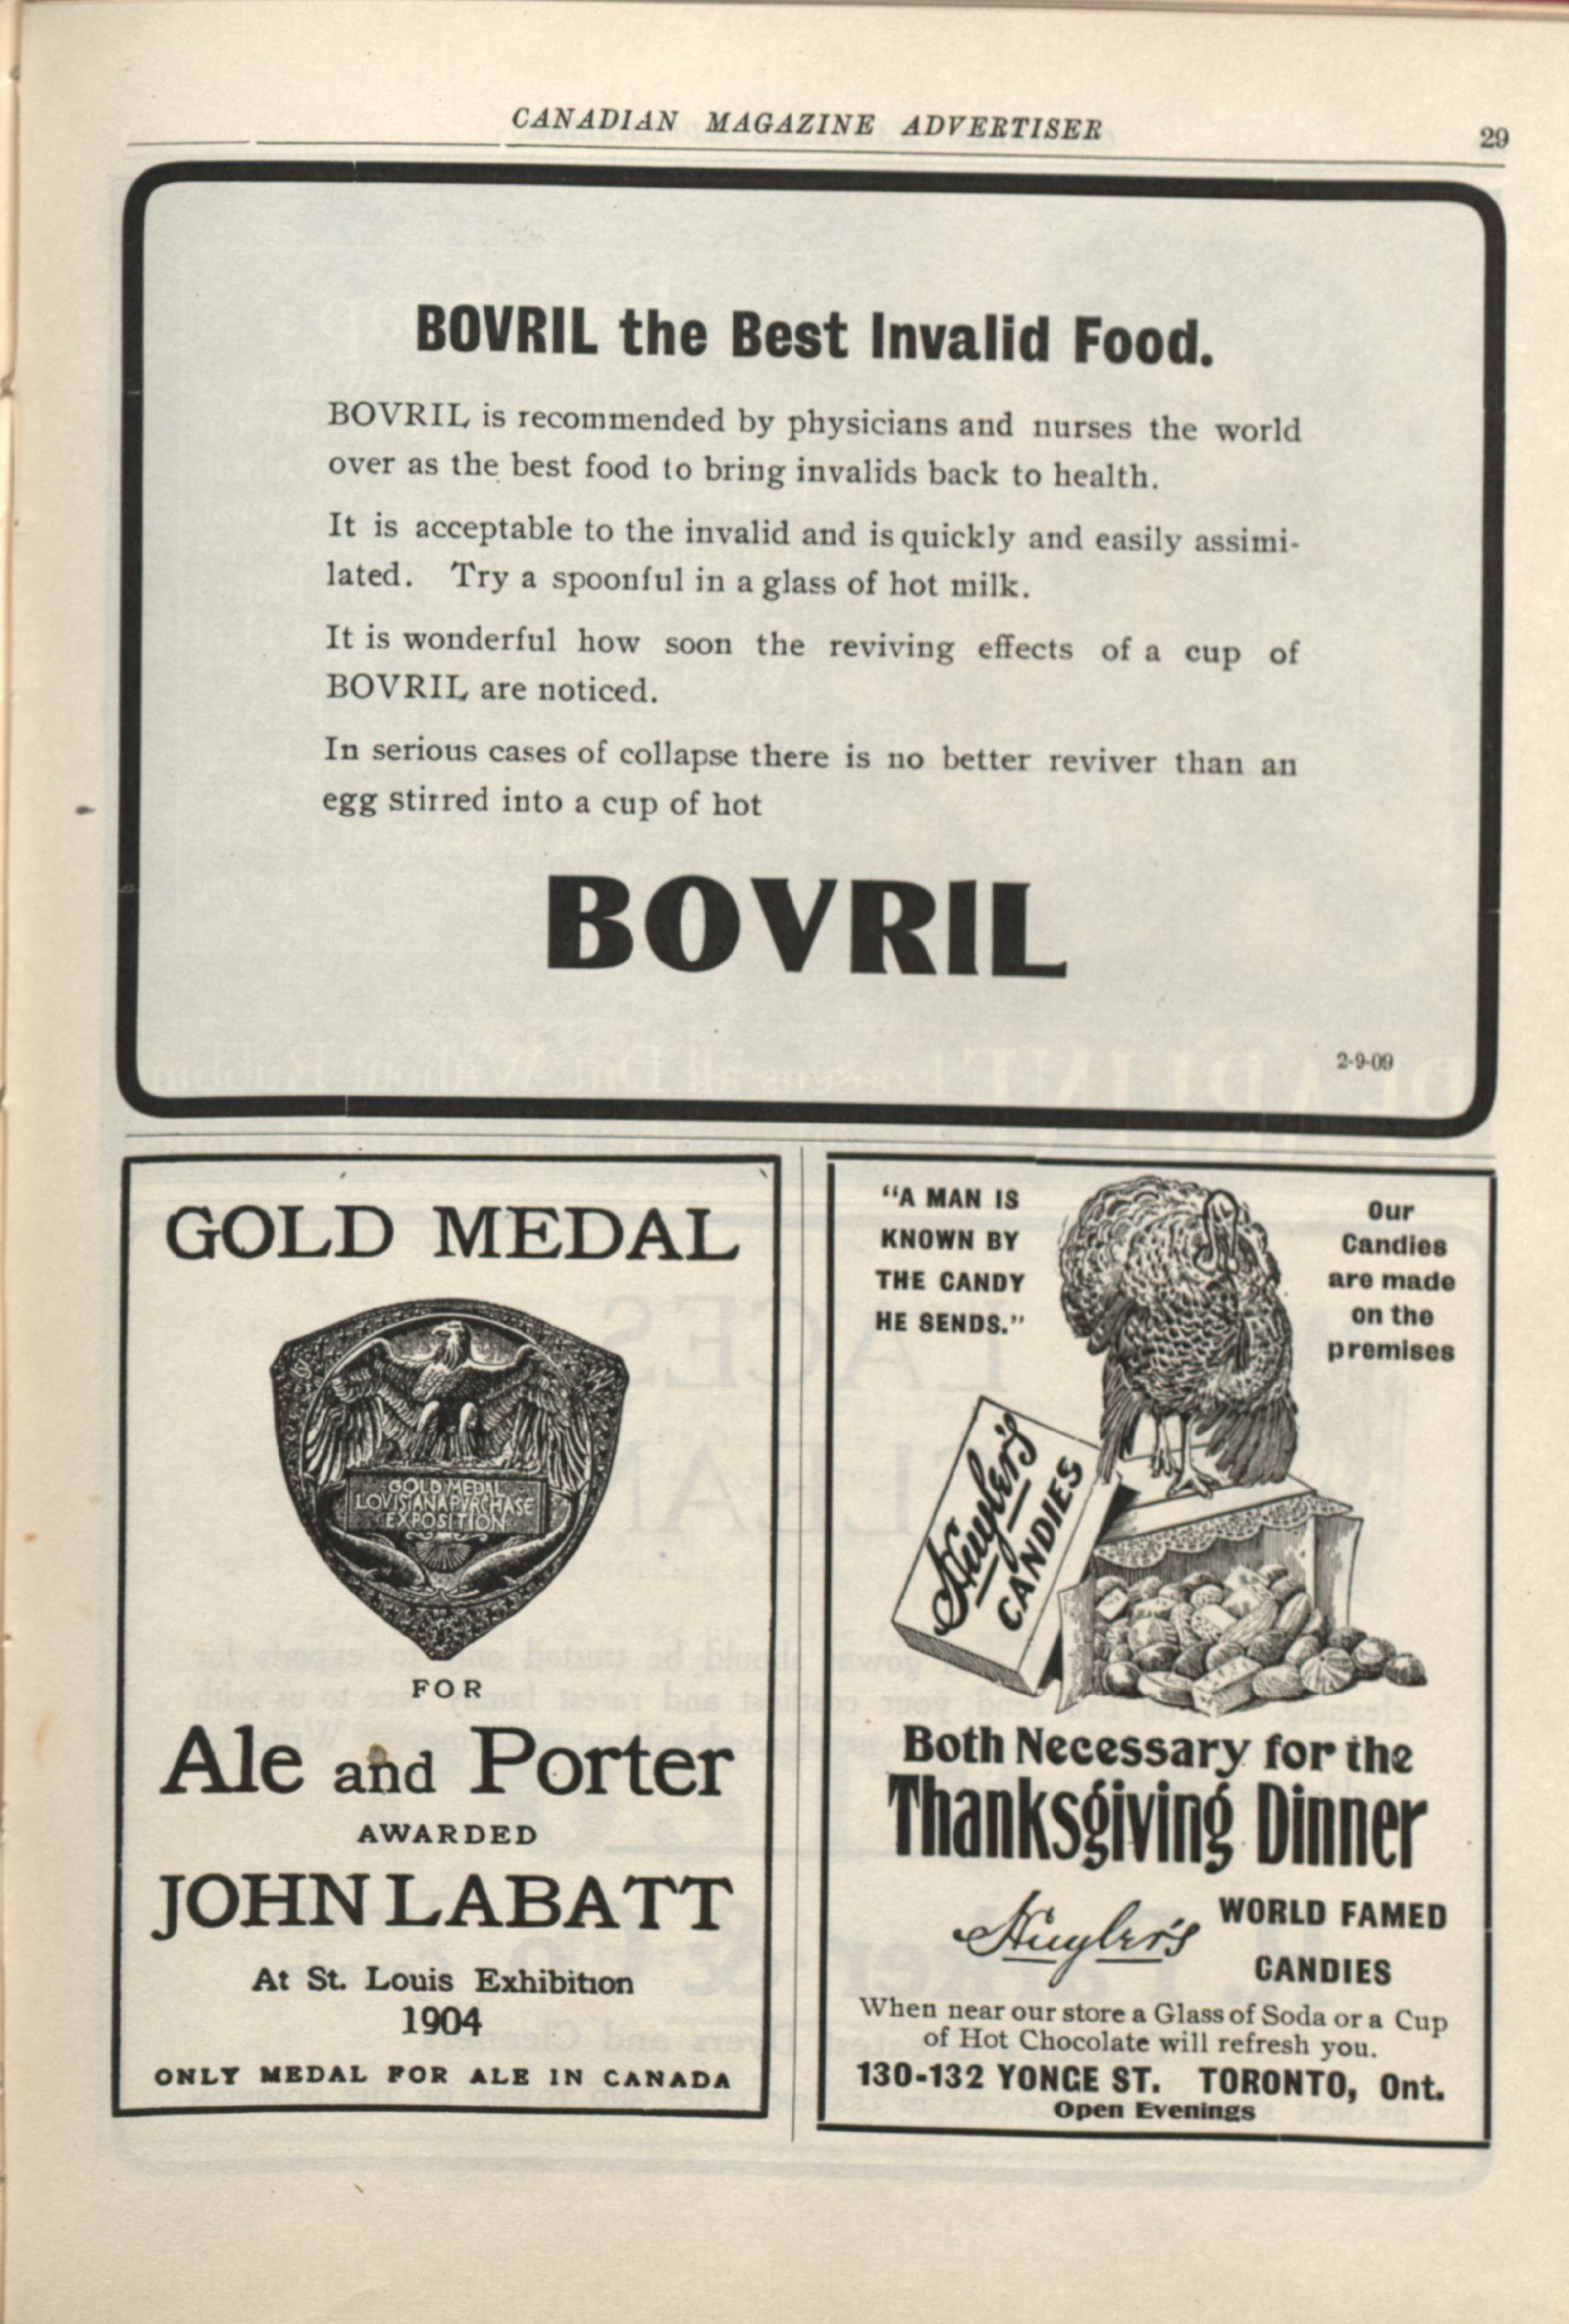 CANADIAN MAGAZINE ADVERTISER
29
BOVRIL the Best Invalid Food.
BOVRIL is recommended by physicians and nurses the world
over as the best food to bring invalids back to health.
It is acceptable to the invalid and is quickly and easily assimi-
lated. Try a spoonful in a glass of hot milk.
It is wonderful how soon the reviving effects of a cup of
BOVRIL are noticed.
In serious cases of collapse there is no better reviver than an
egg stirred into a cup of hot
BOVRIL
2-9-09
GOLD MEDAL
GOLD MEDAL
LOVISIANA PVRCHASE
EXPOSITION
FOR
Ale and Porter
AWARDED
JOHN LABATT
At St. Louis Exhibition
1904
ONLY MEDAL FOR ALE IN CANADA
"A MAN IS
KNOWN BY
THE CANDY
HE SENDS."
Our
Candies
are made
on the
premises
Huyler's
CANDIES
Both Necessary for the
Thanksgiving Dinner
Huyler's WORLD FAMED
CANDIES
When near our store a Glass of Soda or a Cup
of Hot Chocolate will refresh you.
130-132 YONGE ST. TORONTO, Ont.
Open Evenings